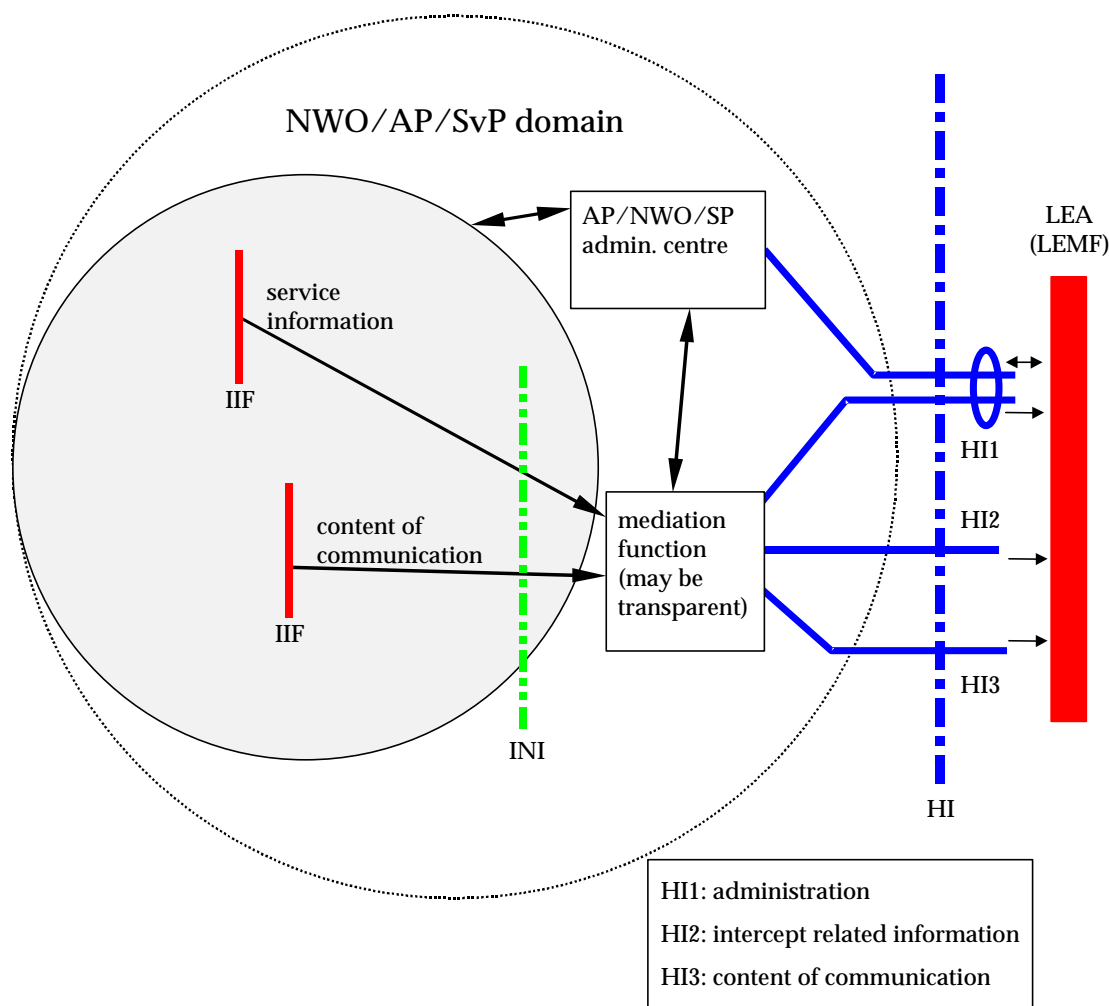 NWO/AP/SvP domain
AP/NWO/SP
admin. centre
LEA
(LEMF)
service
information
IIF
HI1
content of
communication
IIF
mediation
function
(may be
transparent)
HI2
HI3
INI
HI
HI1: administration
HI2: intercept related information
HI3: content of communication